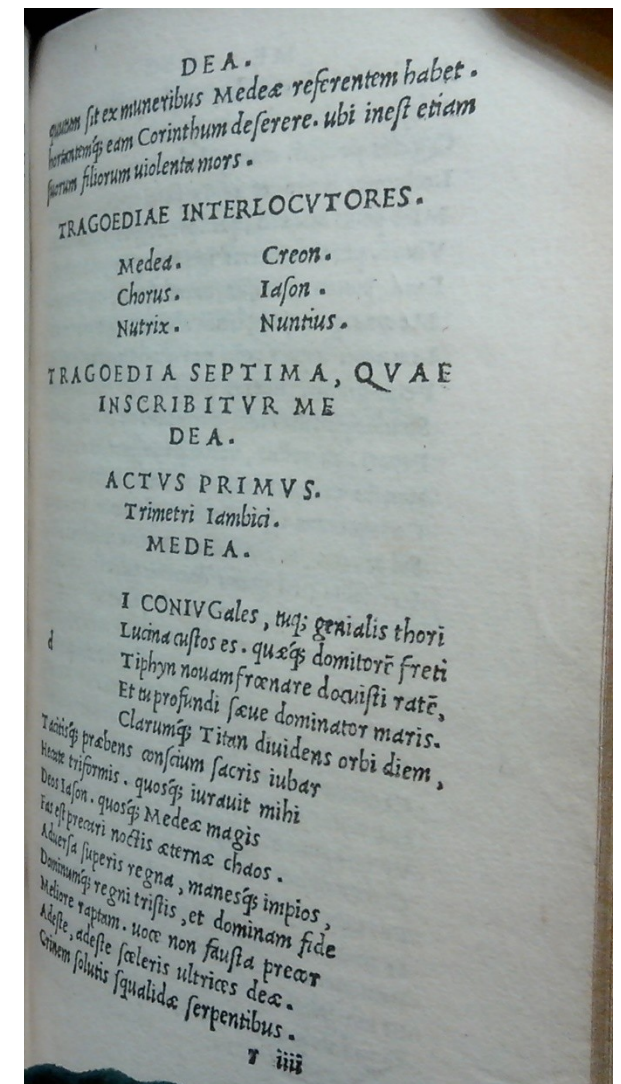 DEA.
quonam sit ex muneribus Medeæ referentem habet.
hortantemq́; eam Corinthum deserere. ubi inest etiam
suorum filiorum uiolenta mors.
TRAGOEDIAE INTERLOCVTORES.
Medea. Creon.
Chorus. Iason.
Nutrix. Nuntius.
TRAGOEDIA SEPTIMA, QVAE
INSCRIBITVR ME
DEA.
ACTVS PRIMVS.
Trimetri Iambici.
MEDEA.
d
I CONIVGales, tuq; genialis thori
Lucina custos es. quæq́; domitorē freti
Tiphyn nouam frœnare docuisti ratē,
Et tu profundi sæue dominator maris.
Clarumq́; Titan diuidens orbi diem,
Tacitisq́; præbens conscium sacris iubar
Hecate triformis. quosq́; iurauit mihi
Deos Iason. quosq́; Medeæ magis
Fas est precari noctis æternæ chaos.
Aduersa superis regna, manesq́; impios,
Dominumq́; regni tristis, et dominam fide
Meliore raptam. uoce non fausta precor
Adeste, adeste sceleris ultrices deæ.
Crinem solutis squalidæ serpentibus.
r iiii